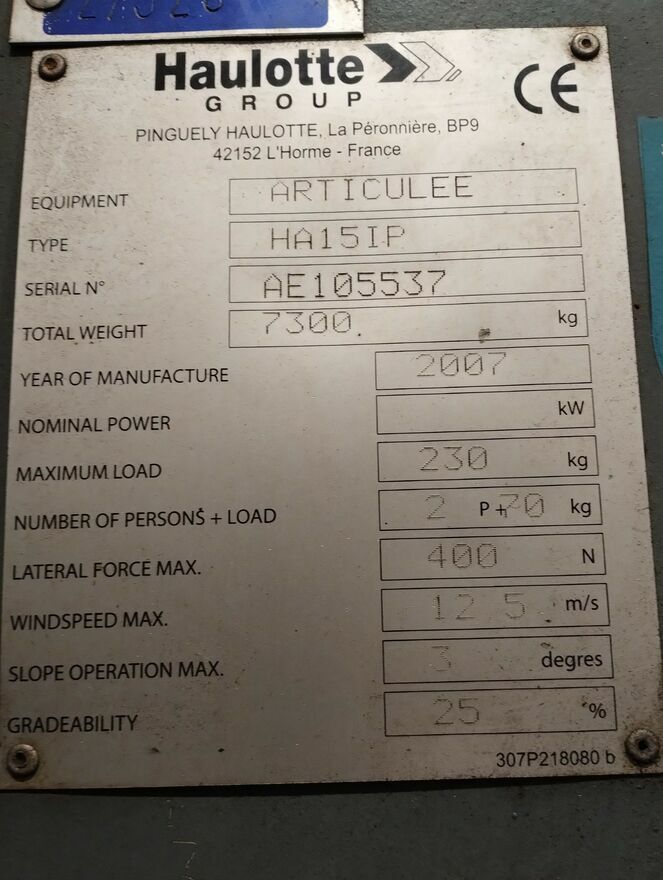 Haulotte
GROUP
CE
PINGUELY HAULOTTE, La Péronnière, BP9
42152 L'Horme - France
EQUIPMENT ARTICULEE
TYPE HA15IP
SERIAL N° AE105537
TOTAL WEIGHT 7300 kg
YEAR OF MANUFACTURE 2007
NOMINAL POWER kW
MAXIMUM LOAD 230 kg
NUMBER OF PERSONS + LOAD 2 P + 70 kg
LATERAL FORCE MAX. 400 N
WINDSPEED MAX. 12.5 m/s
SLOPE OPERATION MAX. 3 degres
GRADEABILITY 25 %
307P218080 b